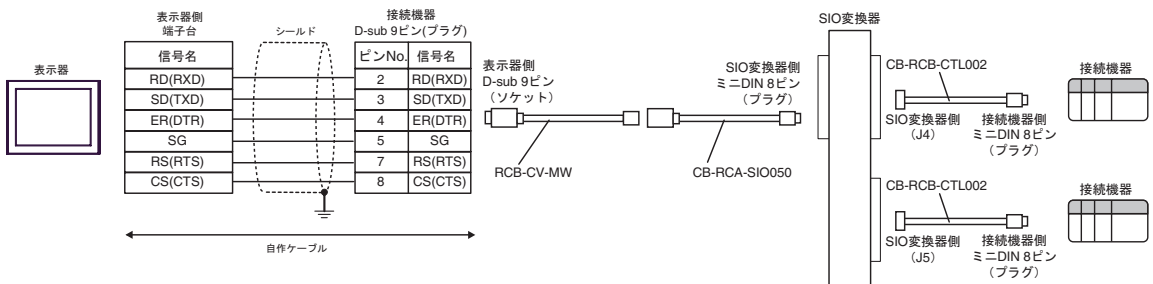 表示器
表示器側
端子台
シールド
接続機器
D-sub 9ピン(プラグ)
信号名
ピンNo.
信号名
RD(RXD)
2
RD(RXD)
SD(TXD)
3
SD(TXD)
ER(DTR)
4
ER(DTR)
SG
5
SG
RS(RTS)
7
RS(RTS)
CS(CTS)
8
CS(CTS)
自作ケーブル
表示器側
D-sub 9ピン
（ソケット）
RCB-CV-MW
SIO変換器側
ミニDIN 8ピン
（プラグ）
CB-RCA-SIO050
SIO変換器
CB-RCB-CTL002
SIO変換器側
（J4）
接続機器側
ミニDIN 8ピン
（プラグ）
接続機器
CB-RCB-CTL002
SIO変換器側
（J5）
接続機器側
ミニDIN 8ピン
（プラグ）
接続機器